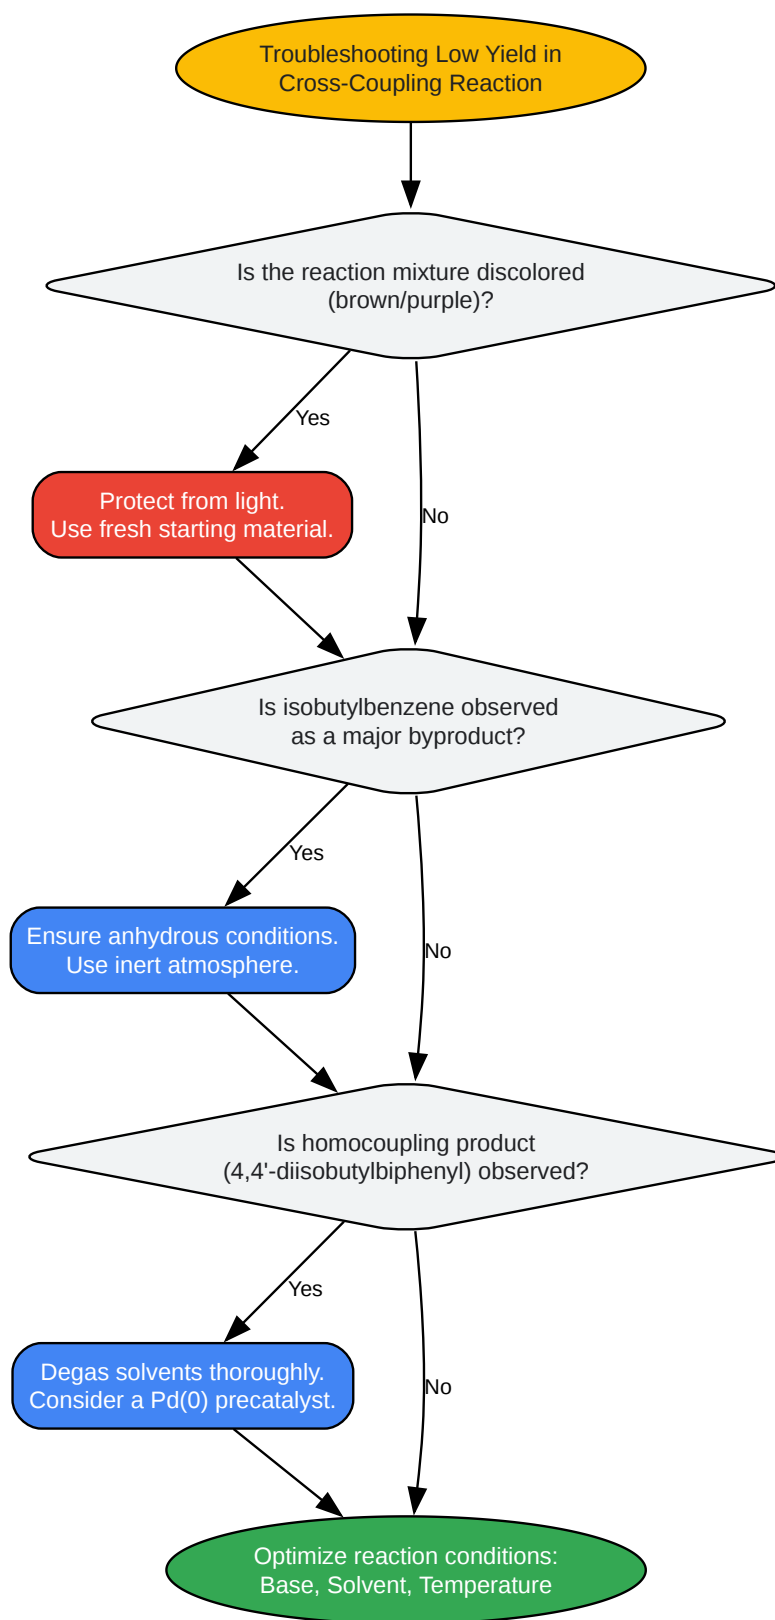 Troubleshooting Low Yield in
Cross-Coupling Reaction
Is the reaction mixture discolored
(brown/purple)?
Yes
Protect from light.
Use fresh starting material.
No
Is isobutylbenzene observed
as a major byproduct?
Yes
Ensure anhydrous conditions.
Use inert atmosphere.
No
Is homocoupling product
(4,4'-diisobutylbiphenyl) observed?
Yes
Degas solvents thoroughly.
Consider a Pd(0) precatalyst.
No
Optimize reaction conditions:
Base, Solvent, Temperature